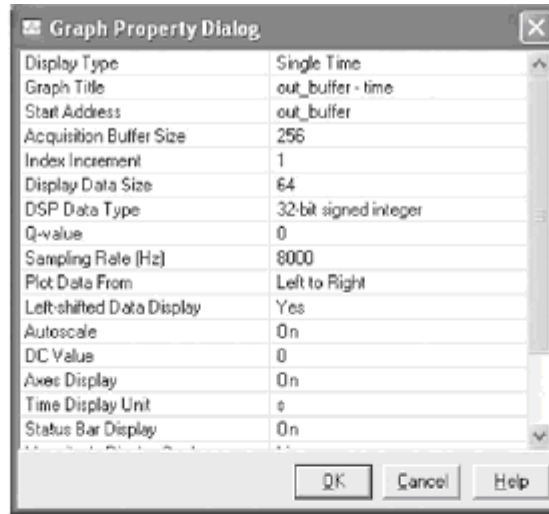 Graph Property Dialog
Display Type Single Time
Graph Title out_buffer - time
Start Address out_buffer
Acquisition Buffer Size 256
Index Increment 1
Display Data Size 64
DSP Data Type 32-bit signed integer
Q-value 0
Sampling Rate (Hz) 8000
Plot Data From Left to Right
Left-shifted Data Display Yes
Autoscale On
DC Value 0
Axes Display On
Time Display Unit s
Status Bar Display On
OK Cancel Help